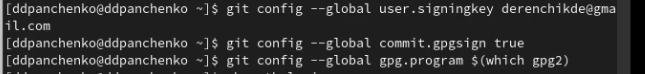 [ddpanchenko@ddpanchenko ~]$ git config --global user.signingkey derenchikde@gma
il.com
[ddpanchenko@ddpanchenko ~]$ git config --global commit.gpgsign true
[ddpanchenko@ddpanchenko ~]$ git config --global gpg.program $(which gpg2)